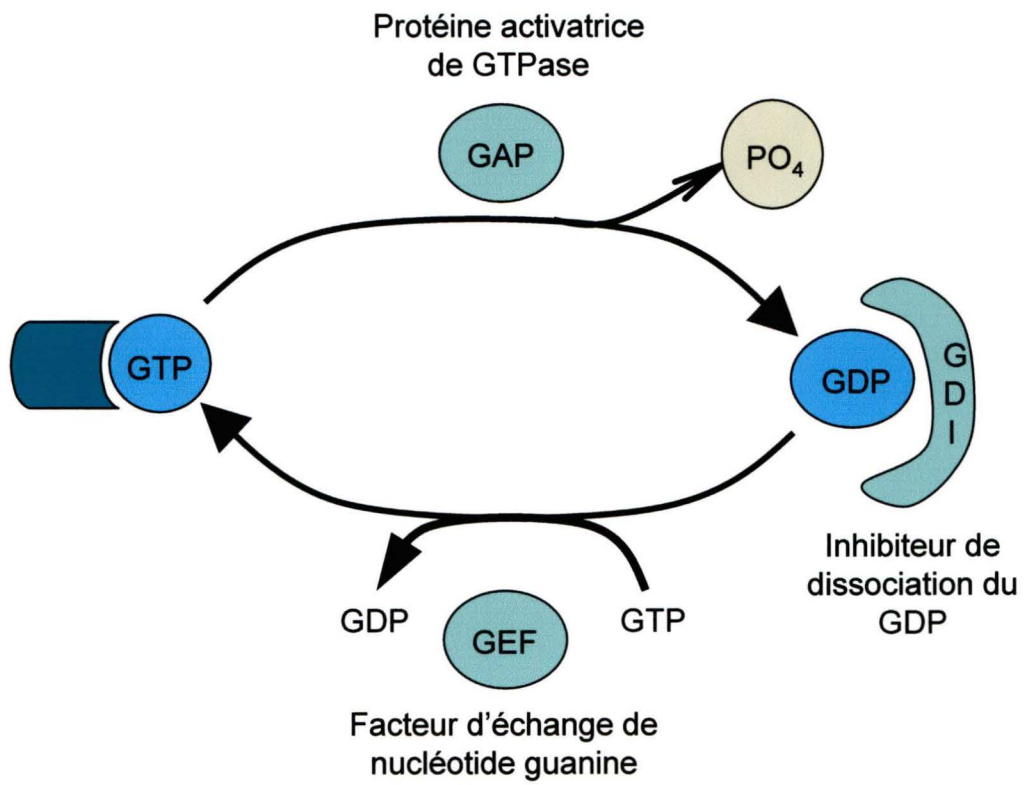 Protéine activatrice
de GTPase
GAP
PO₄
GTP
GDP
G
D
I
Inhibiteur de
dissociation du
GDP
GDP
GEF
GTP
Facteur d'échange de
nucléotide guanine